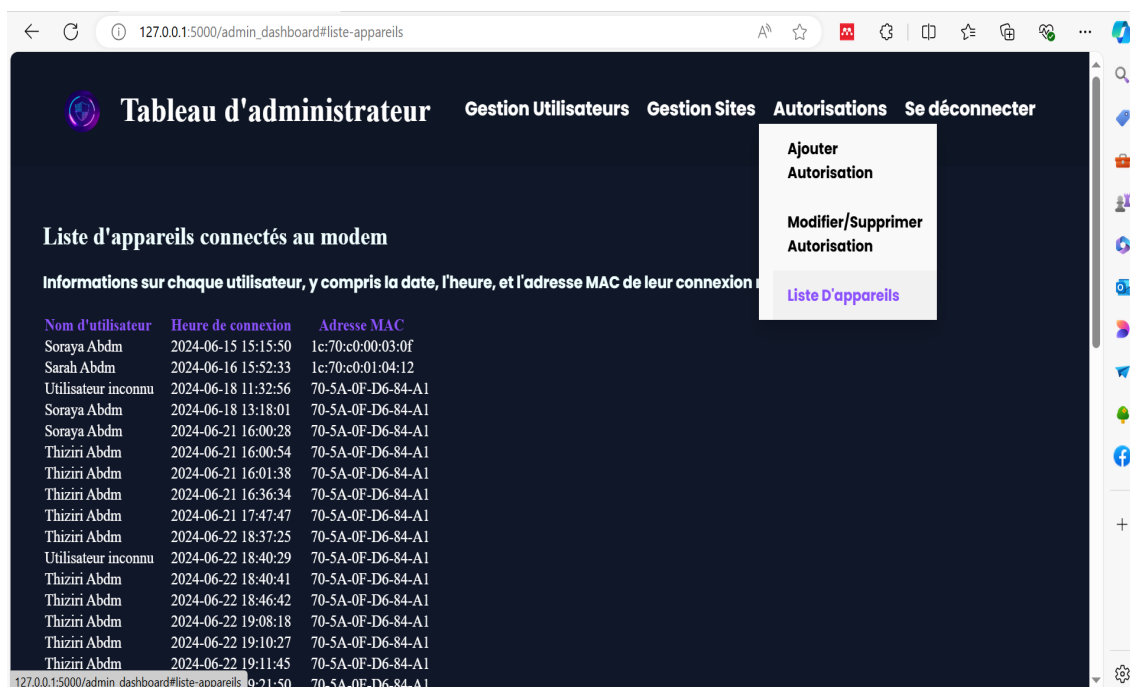 127.0.0.1:5000/admin_dashboard#liste-appareils
Tableau d'administrateur
Gestion Utilisateurs Gestion Sites Autorisations Se déconnecter
Ajouter
Autorisation
Modifier/Supprimer
Autorisation
Liste D'appareils
Liste d'appareils connectés au modem
Informations sur chaque utilisateur, y compris la date, l'heure, et l'adresse MAC de leur connexion
Nom d'utilisateur Heure de connexion Adresse MAC
Soraya Abdm 2024-06-15 15:15:50 1c:70:c0:00:03:0f
Sarah Abdm 2024-06-16 15:52:33 1c:70:c0:01:04:12
Utilisateur inconnu 2024-06-18 11:32:56 70-5A-0F-D6-84-A1
Soraya Abdm 2024-06-18 13:18:01 70-5A-0F-D6-84-A1
Soraya Abdm 2024-06-21 16:00:28 70-5A-0F-D6-84-A1
Thiziri Abdm 2024-06-21 16:00:54 70-5A-0F-D6-84-A1
Thiziri Abdm 2024-06-21 16:01:38 70-5A-0F-D6-84-A1
Thiziri Abdm 2024-06-21 16:36:34 70-5A-0F-D6-84-A1
Thiziri Abdm 2024-06-21 17:47:47 70-5A-0F-D6-84-A1
Thiziri Abdm 2024-06-22 18:37:25 70-5A-0F-D6-84-A1
Utilisateur inconnu 2024-06-22 18:40:29 70-5A-0F-D6-84-A1
Thiziri Abdm 2024-06-22 18:40:41 70-5A-0F-D6-84-A1
Thiziri Abdm 2024-06-22 18:46:42 70-5A-0F-D6-84-A1
Thiziri Abdm 2024-06-22 19:08:18 70-5A-0F-D6-84-A1
Thiziri Abdm 2024-06-22 19:10:27 70-5A-0F-D6-84-A1
Thiziri Abdm 2024-06-22 19:11:45 70-5A-0F-D6-84-A1
127.0.0.1:5000/admin_dashboard#liste-appareils 9:21:50 70-5A-0F-D6-84-A1